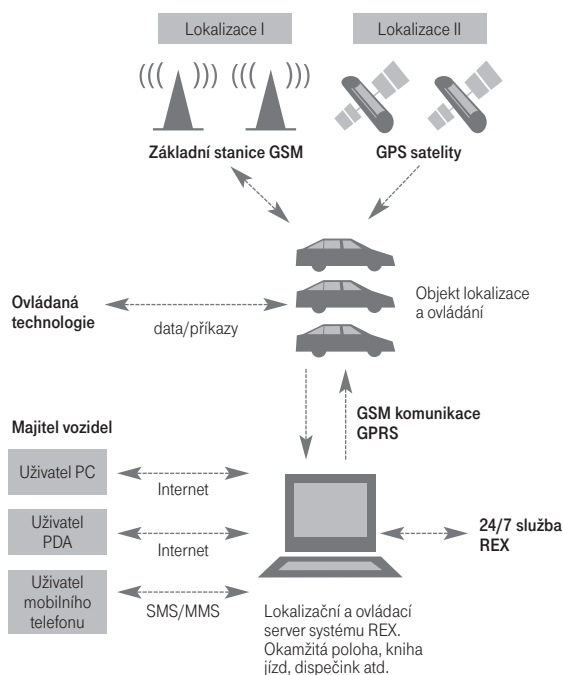 Lokalizace I
Lokalizace II
Základní stanice GSM
GPS satelity
Ovládaná
technologie
data/příkazy
Objekt lokalizace
a ovládání
GSM komunikace
GPRS
Majitel vozidel
Uživatel PC
Internet
Uživatel
PDA
Internet
24/7 služba
REX
Uživatel
mobilního
telefonu
SMS/MMS
Lokalizační a ovládací
server systému REX.
Okamžitá poloha, kniha
jízd, dispečink atd.